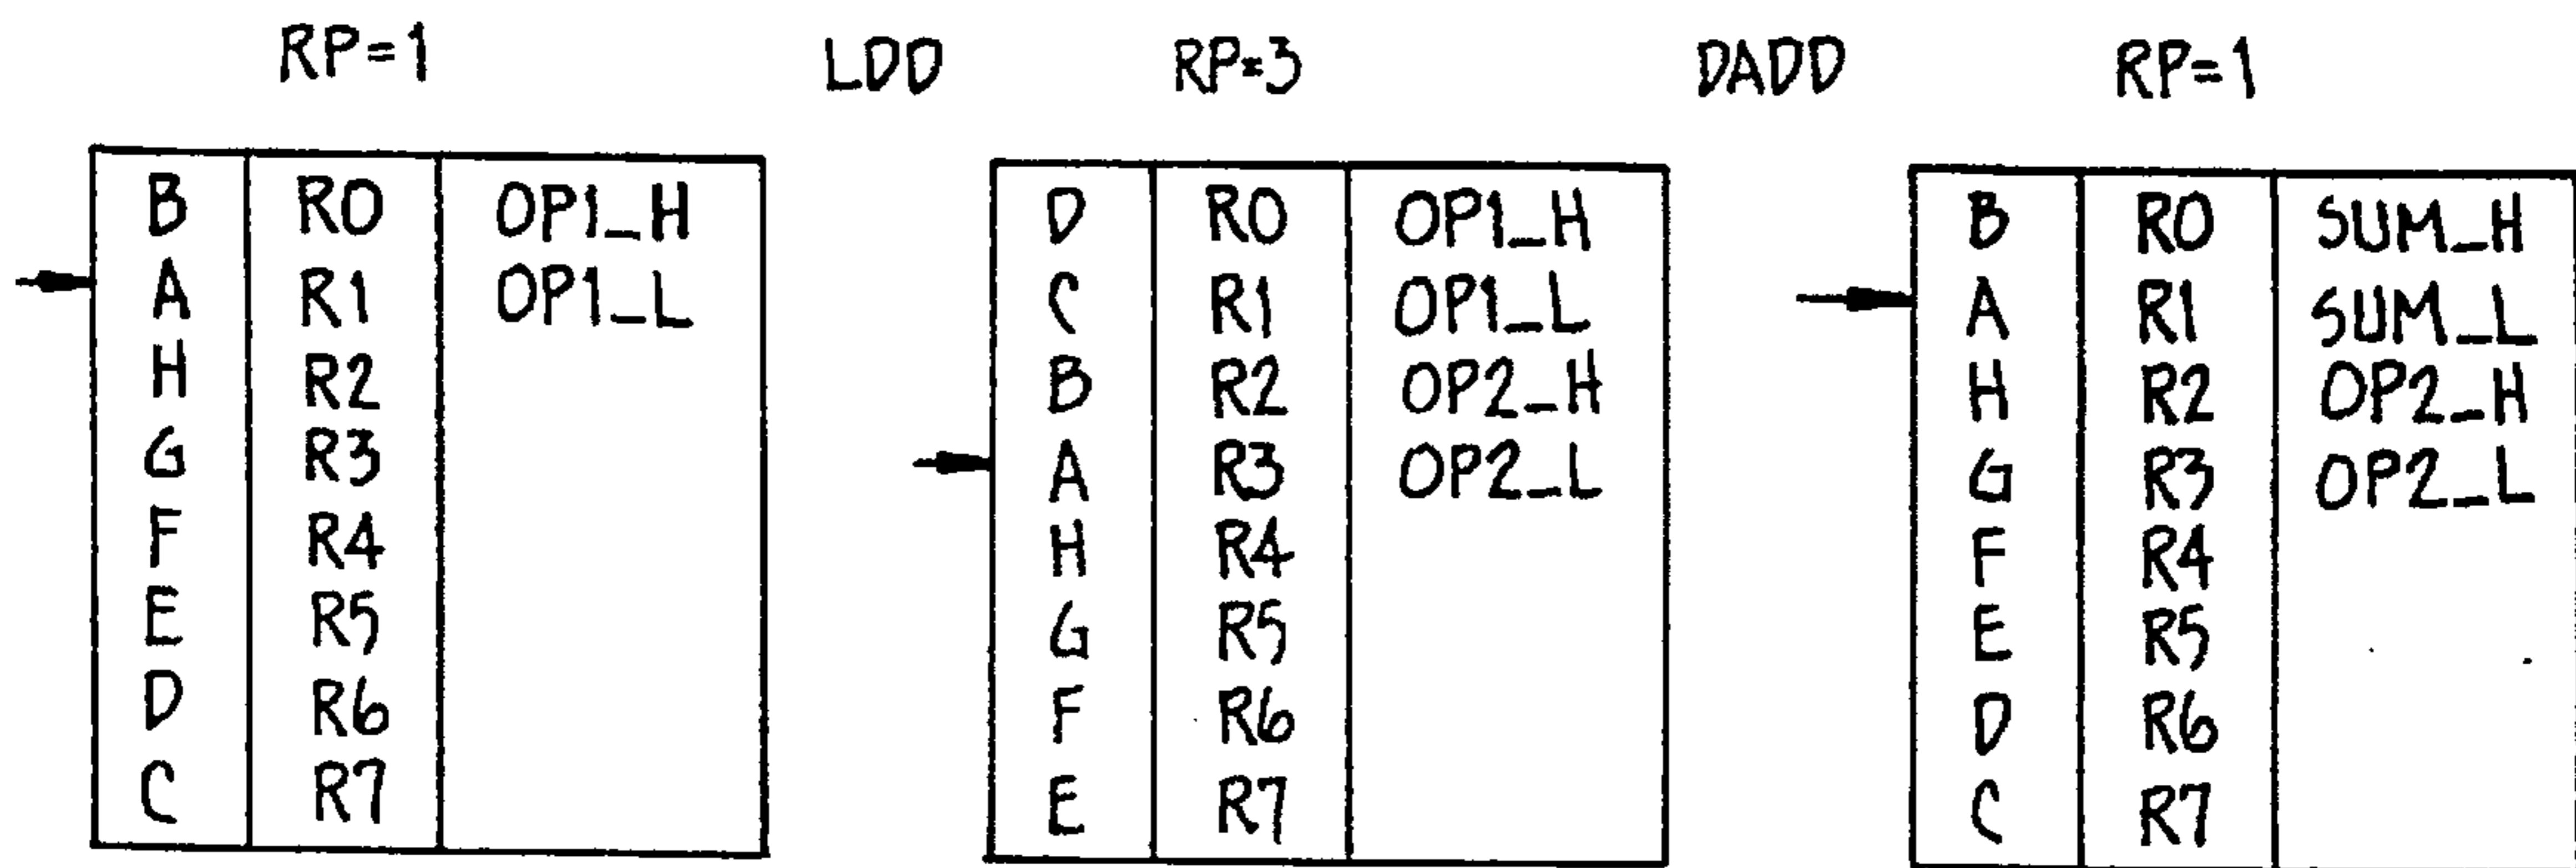 RP=1 LDD RP=3 DADD RP=1
B R0 OP1_H D R0 OP1_H B R0 SUM_H
A R1 OP1_L C R1 OP1_L A R1 SUM_L
H R2 B R2 OP2_H H R2 OP2_H
G R3 A R3 OP2_L G R3 OP2_L
F R4 H R4 F R4
E R5 G R5 E R5
D R6 F R6 D R6
C R7 E R7 C R7